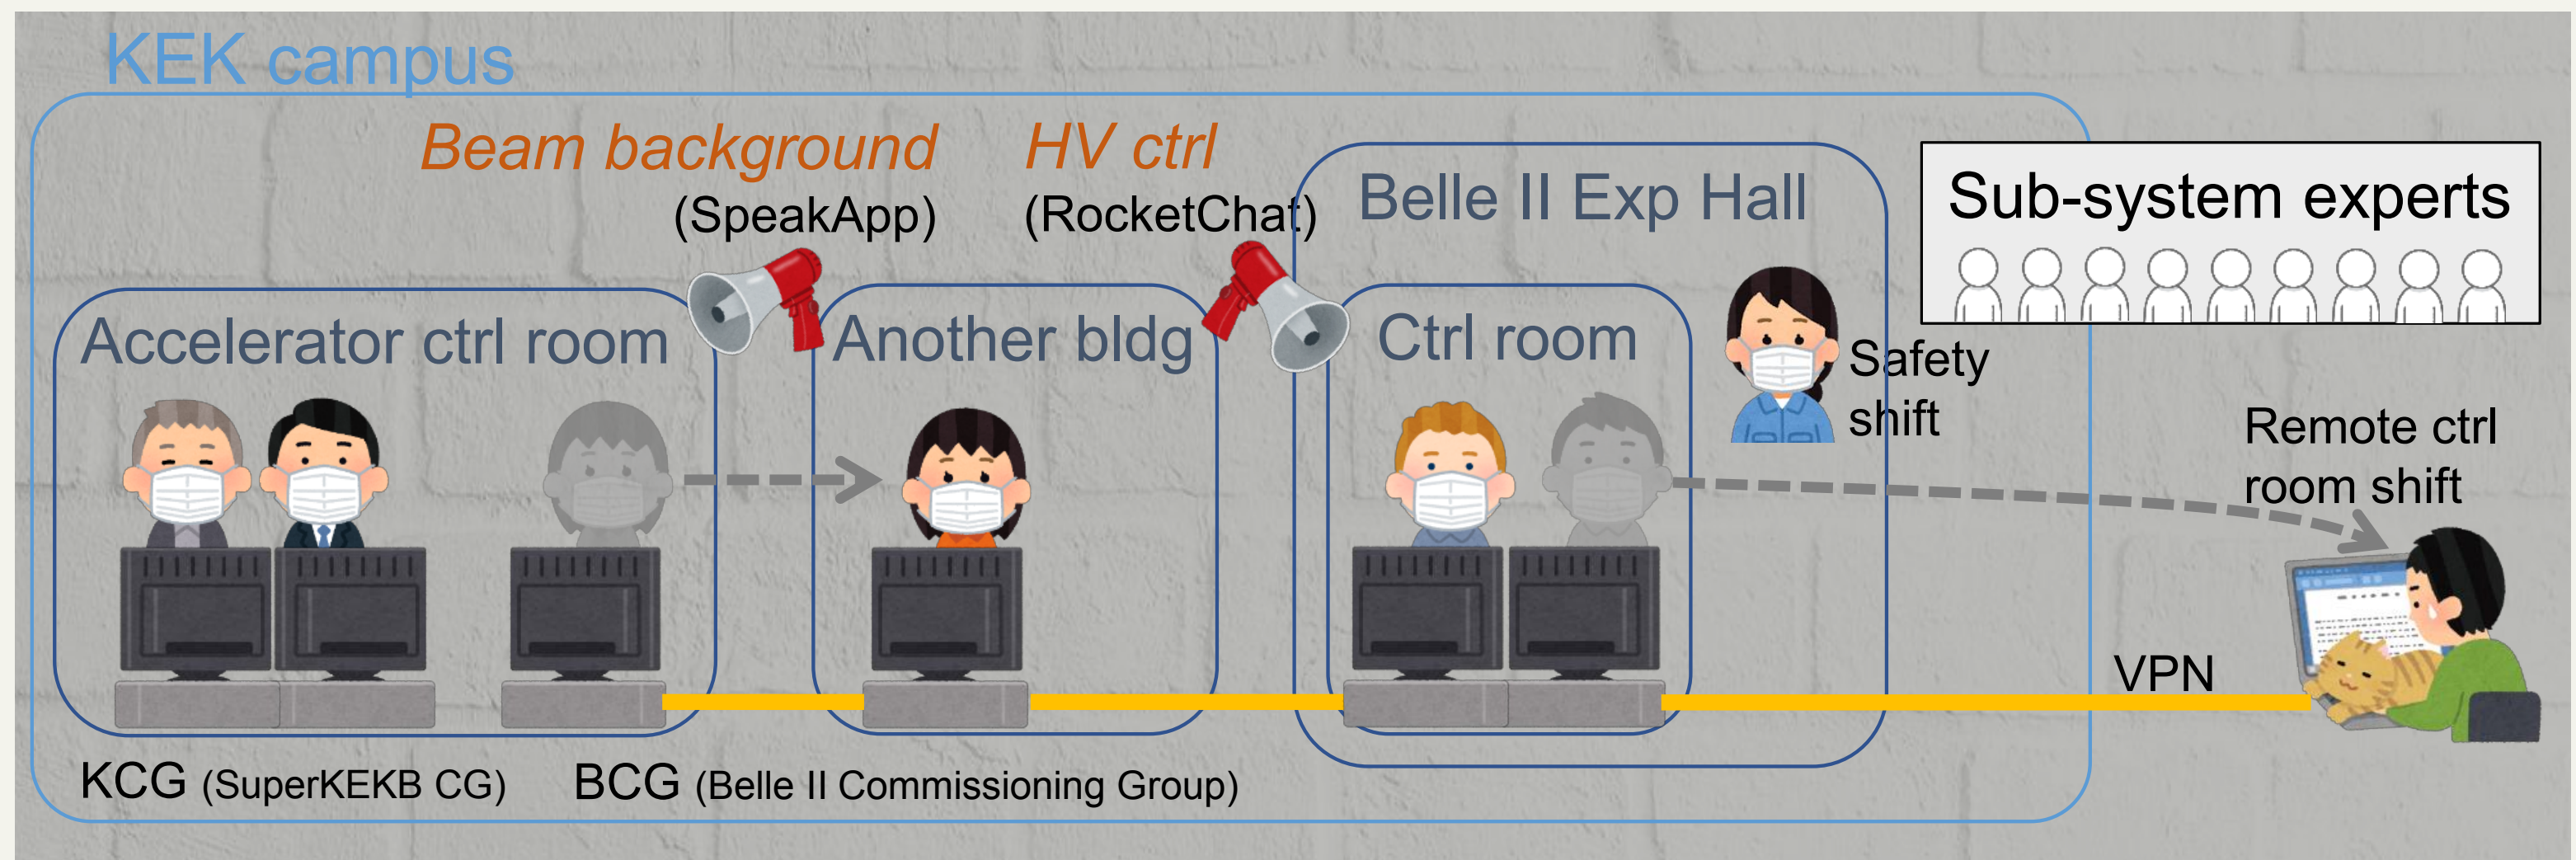 KEK campus
Beam background
(SpeakApp)
HV ctrl
(RocketChat)
Belle II Exp Hall
Sub-system experts
Accelerator ctrl room
Another bldg
Ctrl room
Safety
shift
Remote ctrl
room shift
VPN
KCG (SuperKEKB CG)
BCG (Belle II Commissioning Group)